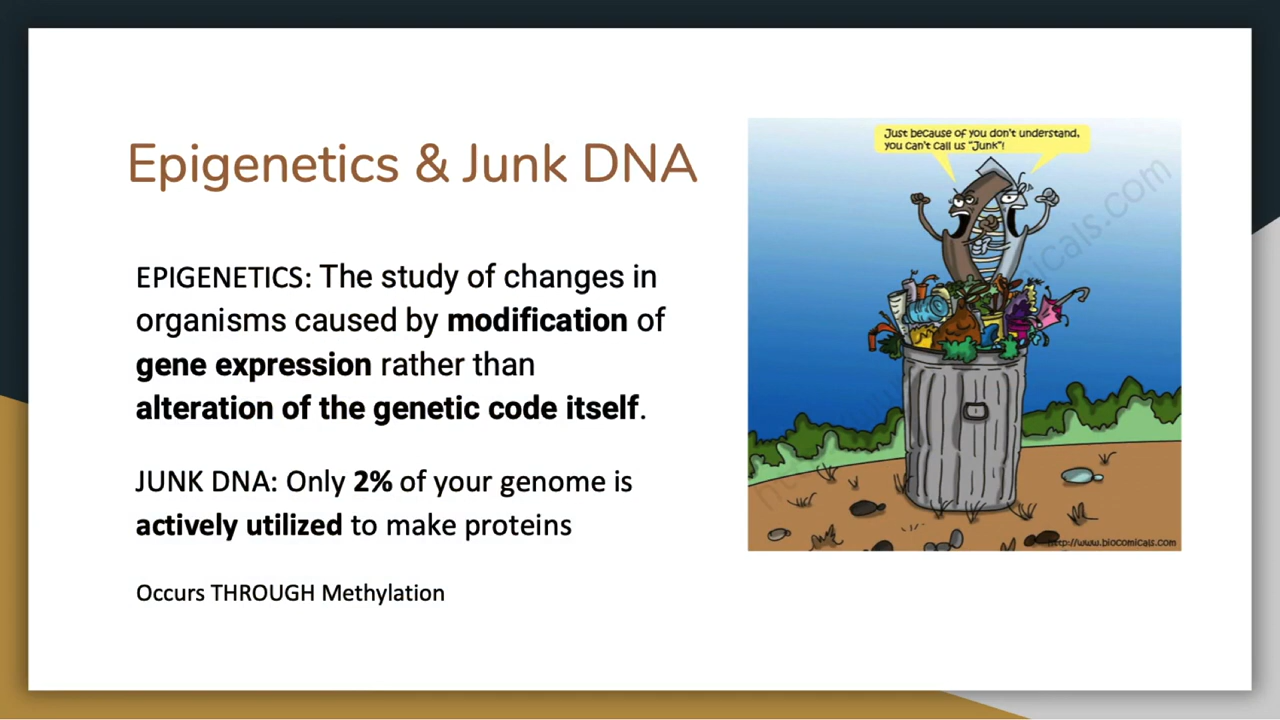 Epigenetics & Junk DNA
EPIGENETICS: The study of changes in
organisms caused by modification of
gene expression rather than
alteration of the genetic code itself.
JUNK DNA: Only 2% of your genome is
actively utilized to make proteins
Occurs THROUGH Methylation
Just because of you don't understand,
you can't call us "Junk"!
http://www.biocomicals.com